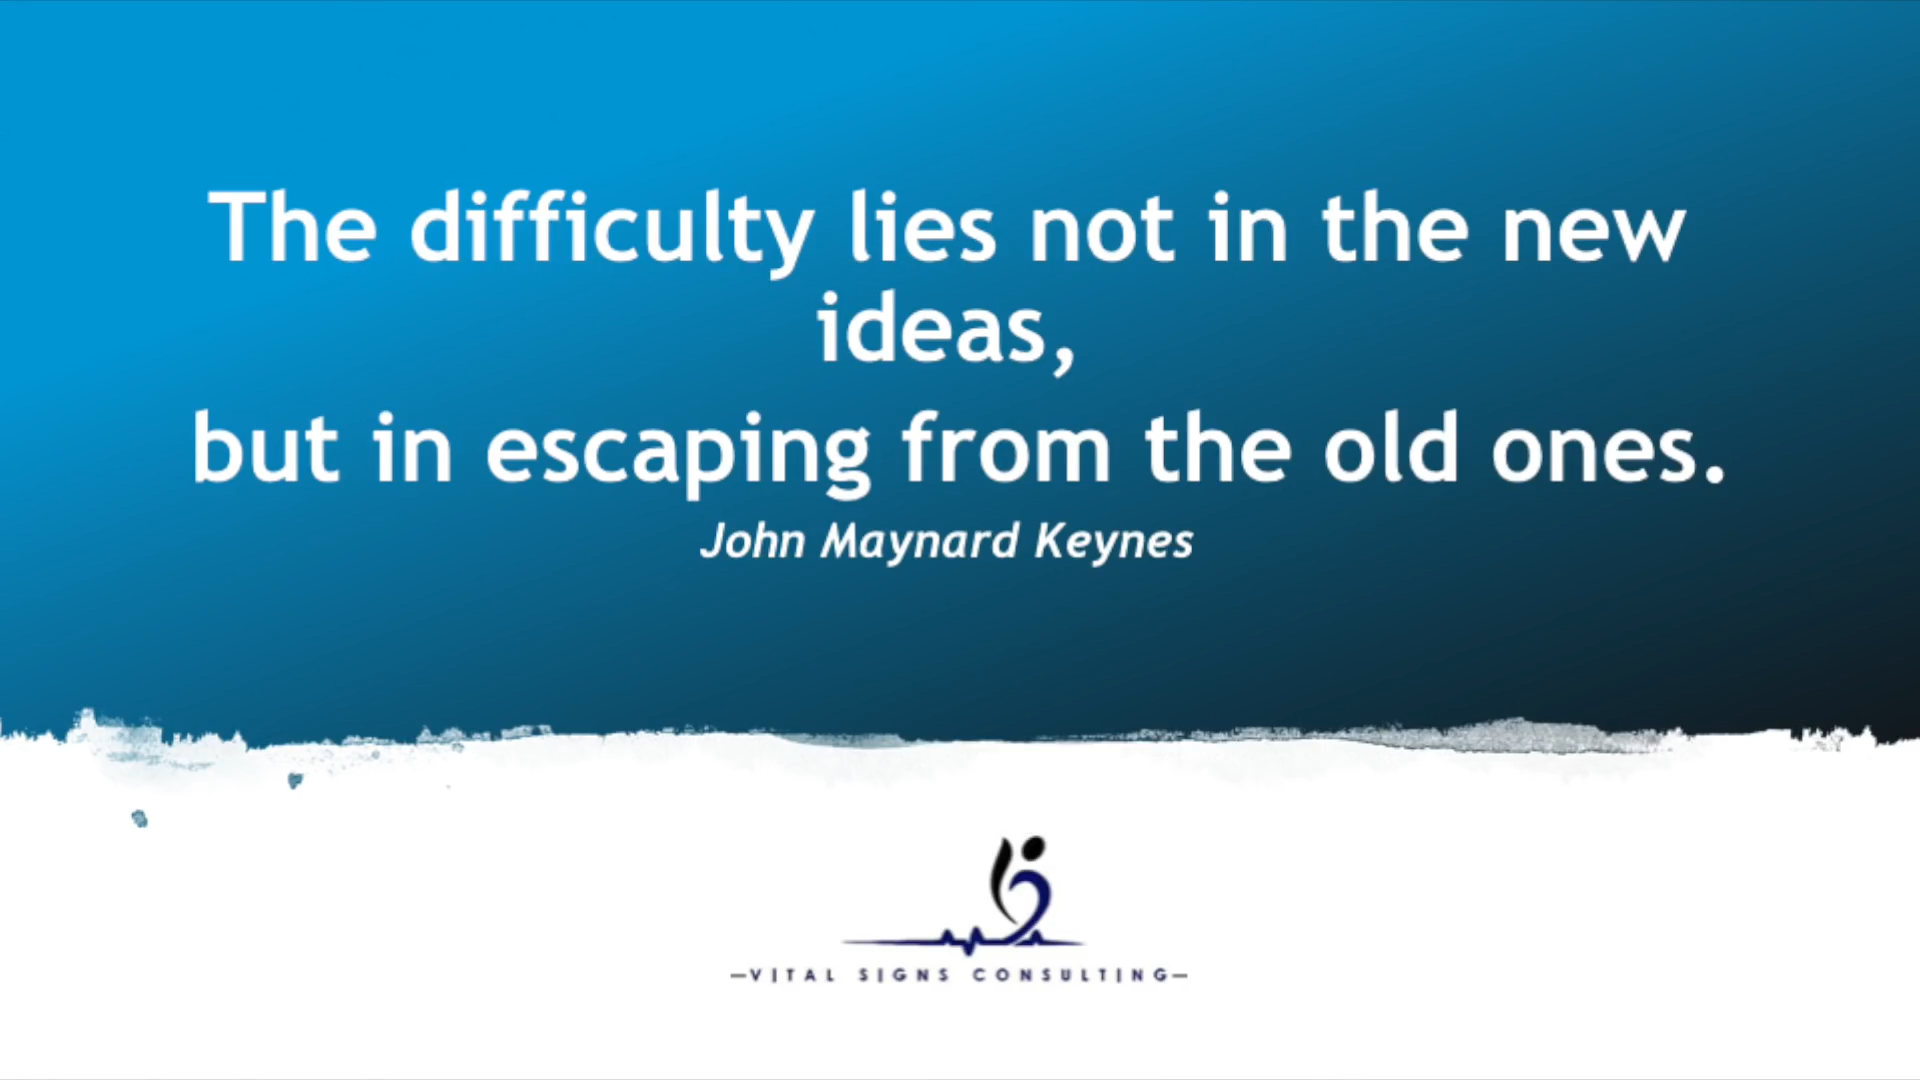 The difficulty lies not in the new
ideas,
but in escaping from the old ones.
John Maynard Keynes
—VITAL SIGNS CONSULTING—